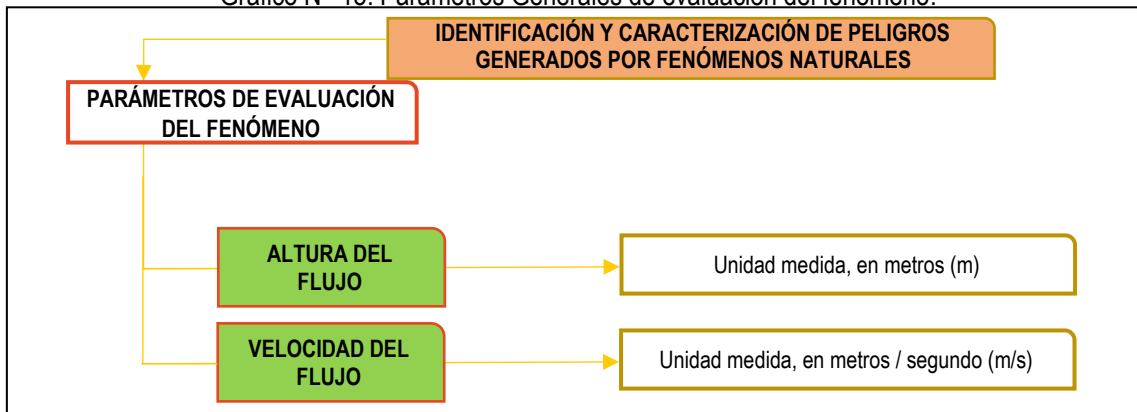 IDENTIFICACIÓN Y CARACTERIZACIÓN DE PELIGROS
GENERADOS POR FENÓMENOS NATURALES
PARÁMETROS DE EVALUACIÓN
DEL FENÓMENO
ALTURA DEL
FLUJO
Unidad medida, en metros (m)
VELOCIDAD DEL
FLUJO
Unidad medida, en metros / segundo (m/s)